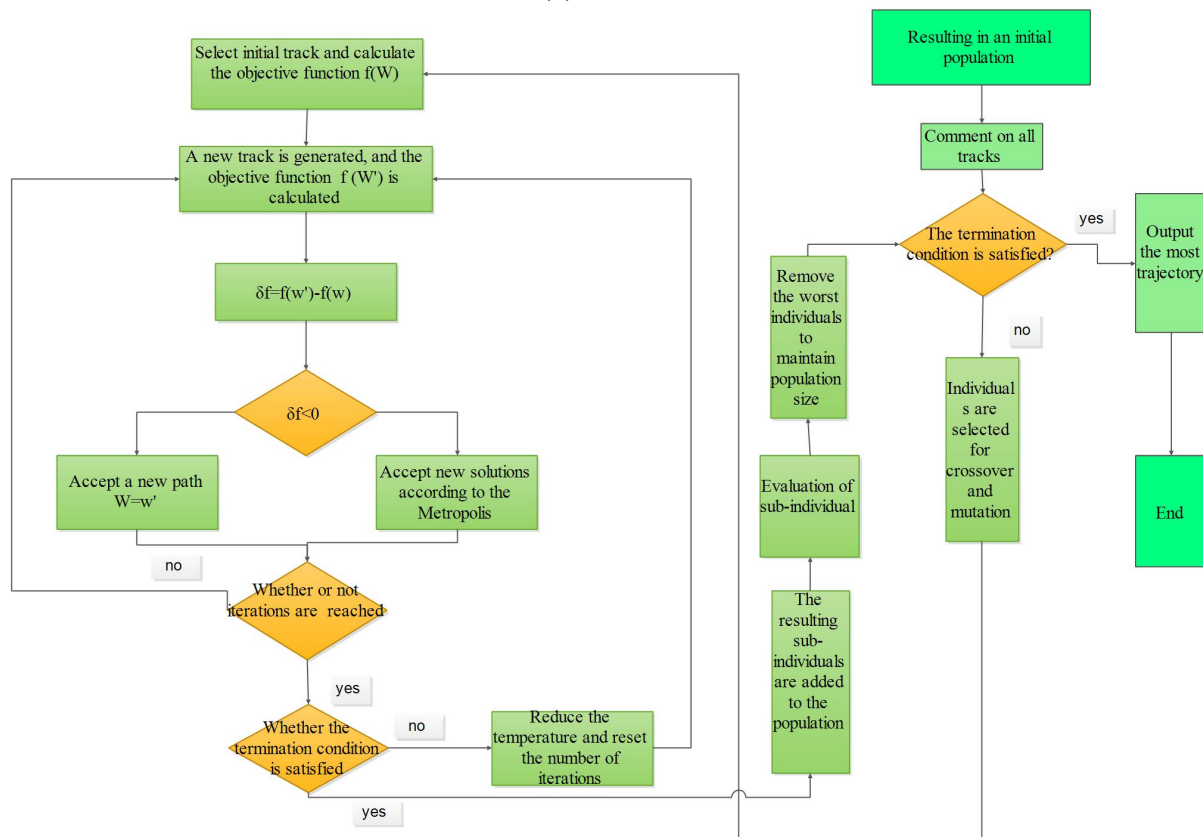 Select initial track and calculate
the objective function f(W)
A new track is generated, and the
objective function f (W') is
calculated
δf=f(w')-f(w)
δf<0
Accept a new path
W=w'
Accept new solutions
according to the
Metropolis
no
Whether or not
iterations are reached
yes
Whether the
termination condition
is satisfied
no
Reduce the
temperature and reset
the number of
iterations
yes
The
resulting
sub-
individuals
are added
to the
population
Evaluation of
sub-individual
Remove
the worst
individuals
to
maintain
population
size
Resulting in an initial
population
Comment on all
tracks
The termination
condition is satisfied?
yes
Output
the most
trajectory
no
Individual
s are
selected
for
crossover
and
mutation
End